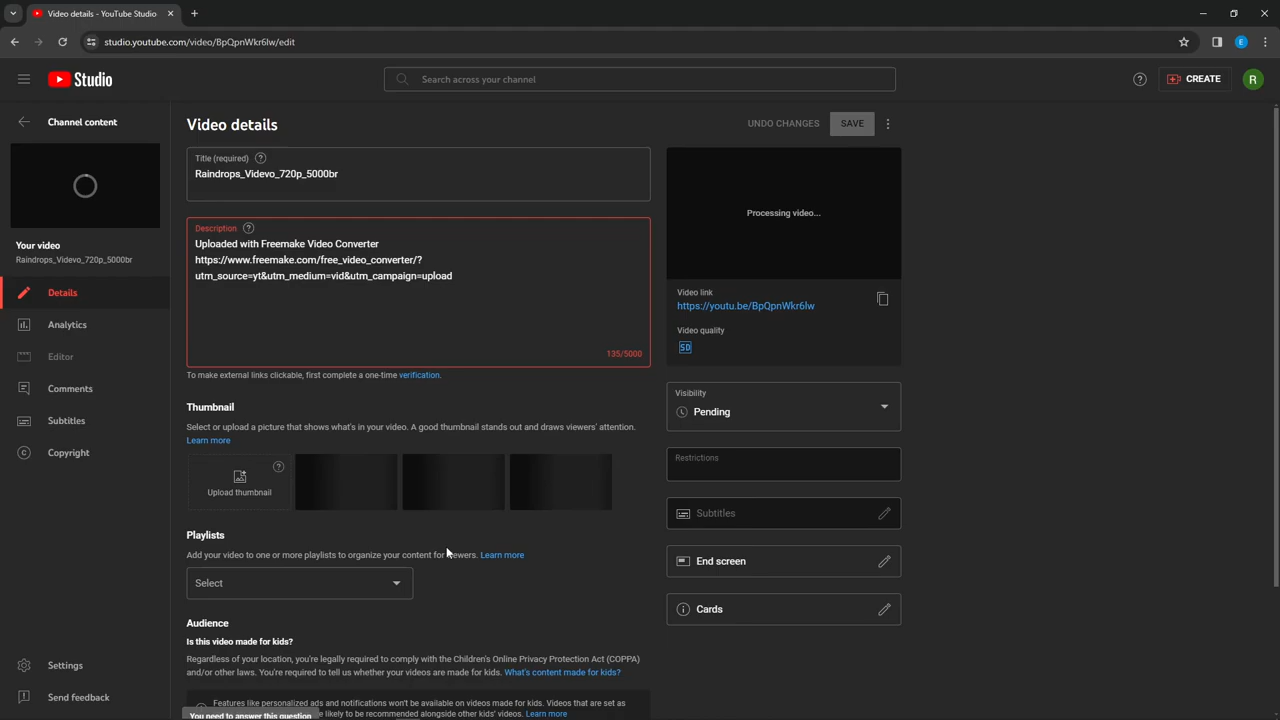 Video details - YouTube Studio
studio.youtube.com/video/BpQpnWkr6lw/edit
E
Studio
Search across your channel
CREATE
R
Channel content
Your video
Raindrops_Videvo_720p_5000br
Details
Analytics
Editor
Comments
Subtitles
Copyright
Settings
Send feedback
Video details
UNDO CHANGES
SAVE
Title (required)
Raindrops_Videvo_720p_5000br
Description
Uploaded with Freemake Video Converter
https://www.freemake.com/free_video_converter/?
utm_source=yt&utm_medium=vid&utm_campaign=upload
135/5000
To make external links clickable, first complete a one-time verification.
Thumbnail
Select or upload a picture that shows what's in your video. A good thumbnail stands out and draws viewers' attention.
Learn more
Upload thumbnail
Playlists
Add your video to one or more playlists to organize your content for viewers. Learn more
Select
Audience
Is this video made for kids?
Regardless of your location, you're legally required to comply with the Children's Online Privacy Protection Act (COPPA)
and/or other laws. You're required to tell us whether your videos are made for kids. What's content made for kids?
Features like personalized ads and notifications won't be available on videos made for kids. Videos that are set as
You need to answer this question
likely to be recommended alongside other kids' videos. Learn more
Processing video...
Video link
https://youtu.be/BpQpnWkr6lw
Video quality
SD
Visibility
Pending
Restrictions
Subtitles
End screen
Cards